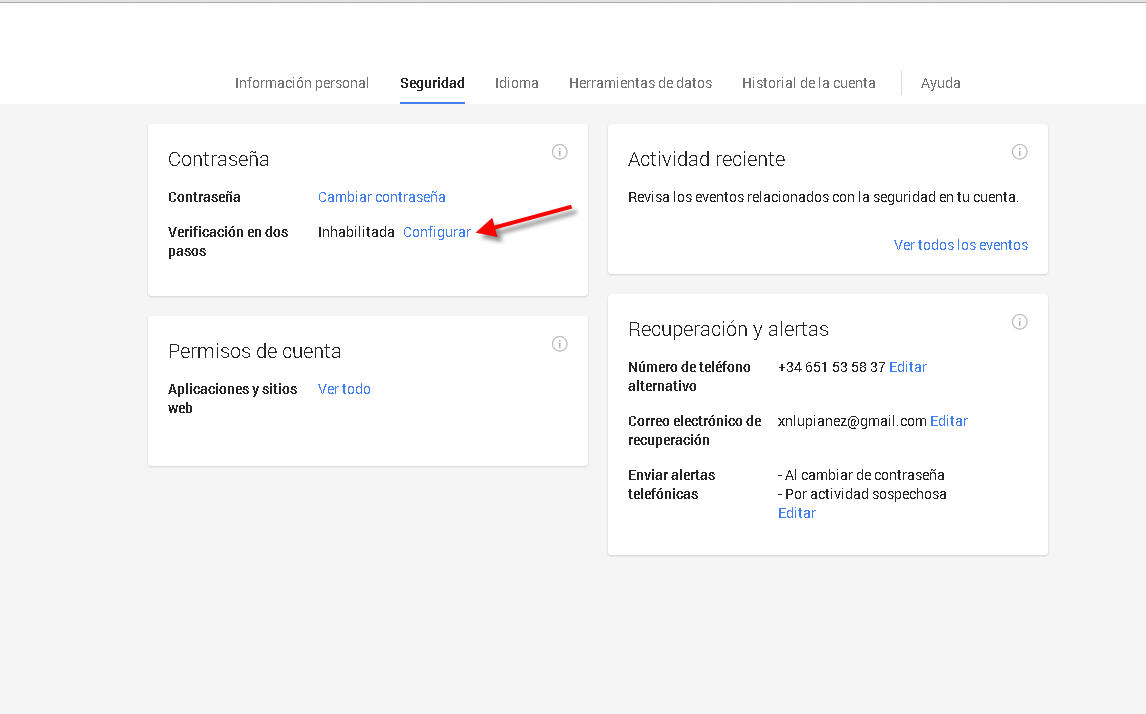 Información personal Seguridad Idioma Herramientas de datos Historial de la cuenta Ayuda
Contraseña
Contraseña Cambiar contraseña
Verificación en dos Inhabilitada Configurar
pasos
Permisos de cuenta
Aplicaciones y sitios Ver todo
web
Actividad reciente
Revisa los eventos relacionados con la seguridad en tu cuenta.
Ver todos los eventos
Recuperación y alertas
Número de teléfono +34 651 53 58 37 Editar
alternativo
Correo electrónico de xnlupianez@gmail.com Editar
recuperación
Enviar alertas - Al cambiar de contraseña
telefónicas - Por actividad sospechosa
Editar